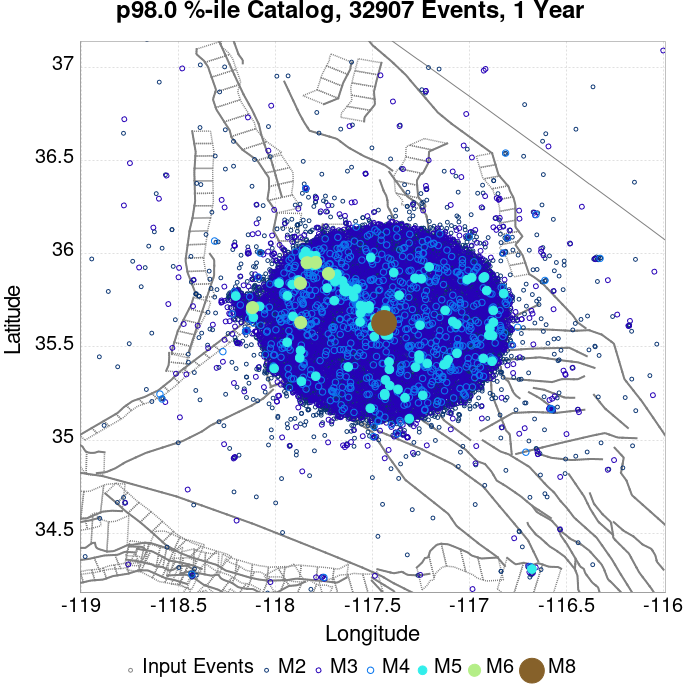 p98.0 %-ile Catalog, 32907 Events, 1 Year
37
36.5
36
35.5
35
34.5
Latitude
-119 -118.5 -118 -117.5 -117 -116.5 -116
Longitude
Input Events M2 M3 M4 M5 M6 M8